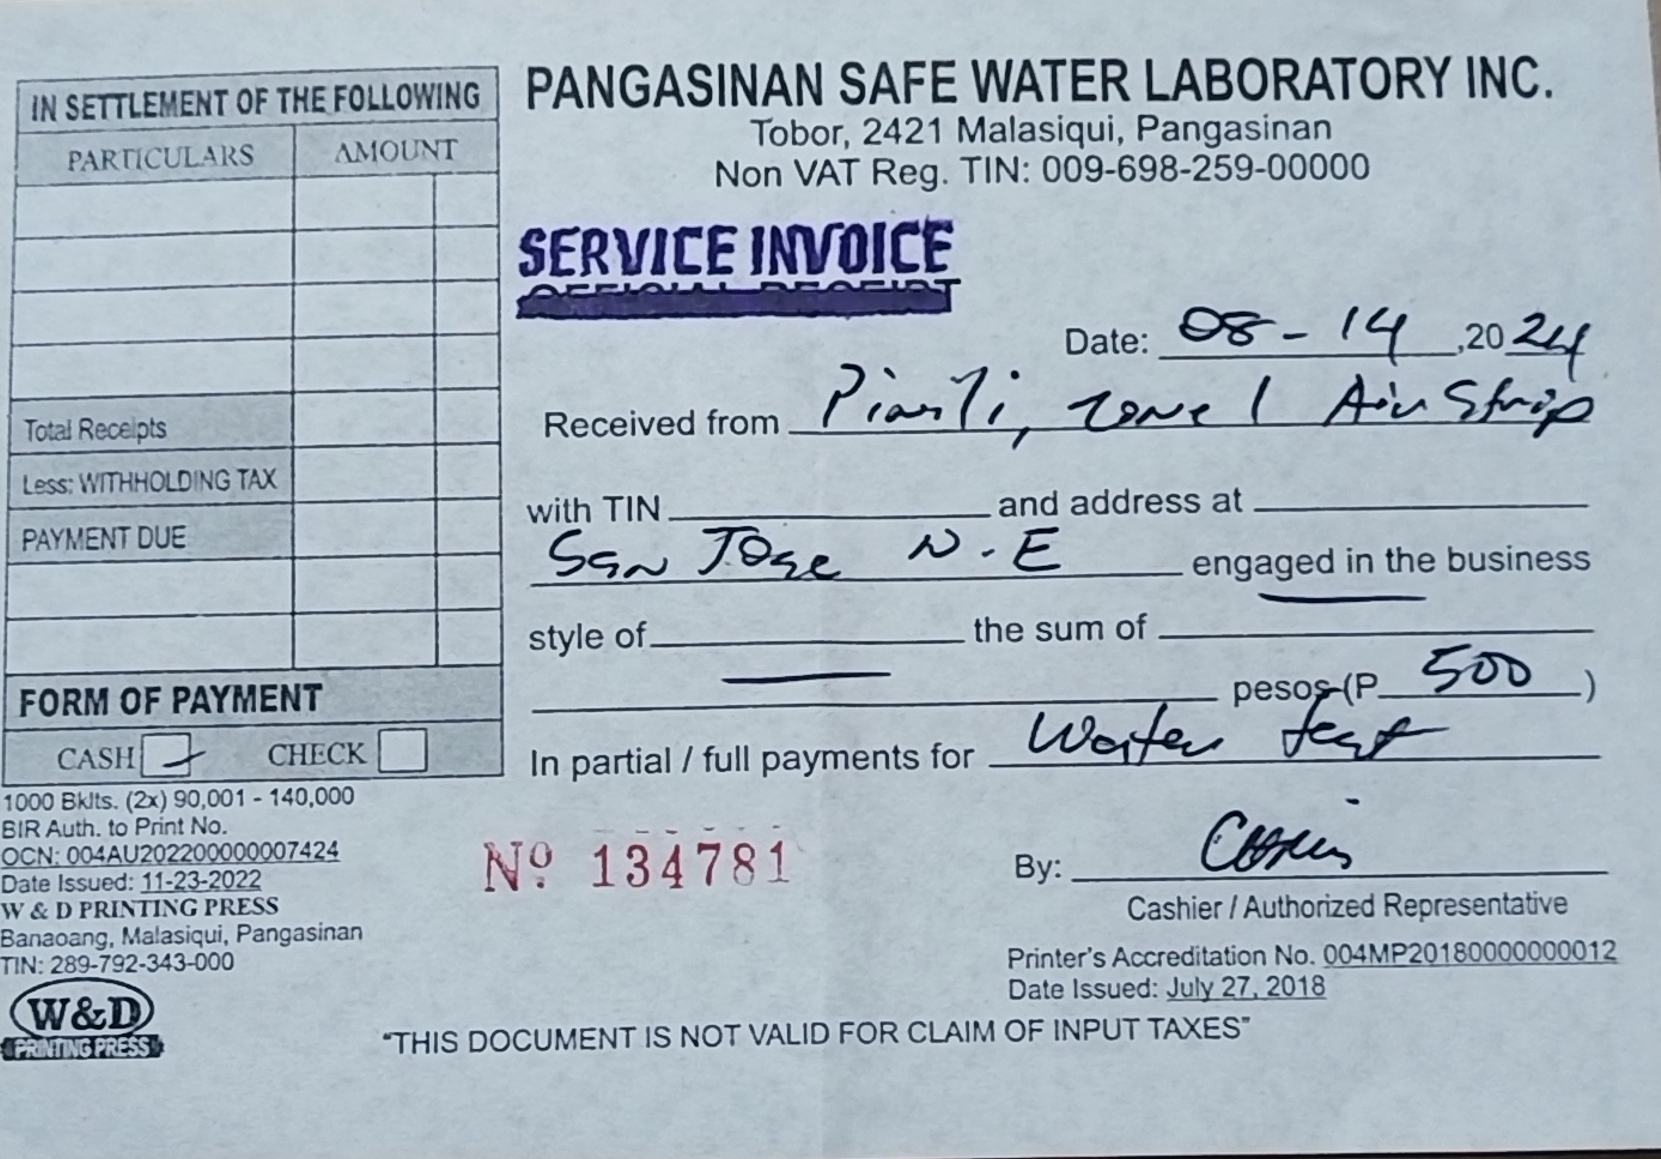 IN SETTLEMENT OF THE FOLLOWING
PARTICULARS AMOUNT
Total Receipts
Less: WITHHOLDING TAX
PAYMENT DUE
FORM OF PAYMENT
CASH CHECK
1000 Bklts. (2x) 90,001 - 140,000
BIR Auth. to Print No.
OCN: 004AU202200000007424
Date Issued: 11-23-2022
W & D PRINTING PRESS
Banaoang, Malasiqui, Pangasinan
TIN: 289-792-343-000
W&D
PRINTING PRESS
PANGASINAN SAFE WATER LABORATORY INC.
Tobor, 2421 Malasiqui, Pangasinan
Non VAT Reg. TIN: 009-698-259-00000
SERVICE INVOICE
OFFICIAL RECEIPT
Date: 08-14, 2024
Received from zone 1 Air Strip
with TIN and address at
San Jose N.E engaged in the business
style of the sum of
pesos (P 500)
In partial / full payments for Water test
Nº 134781
By:
Cashier / Authorized Representative
Printer's Accreditation No. 004MP20180000000012
Date Issued: July 27, 2018
"THIS DOCUMENT IS NOT VALID FOR CLAIM OF INPUT TAXES"